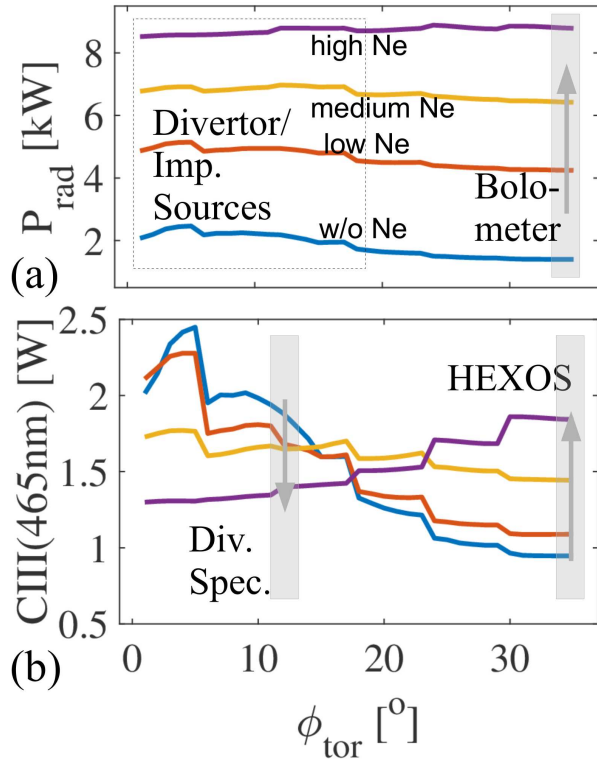 (a)
P_rad [kW]
8
6
4
2
high Ne
medium Ne
low Ne
w/o Ne
Divertor/
Imp.
Sources
Bolo-
meter
(b)
CIII(465nm) [W]
2.5
2
1.5
1
0.5
HEXOS
Div.
Spec.
0 10 20 30
ϕ_tor [°]